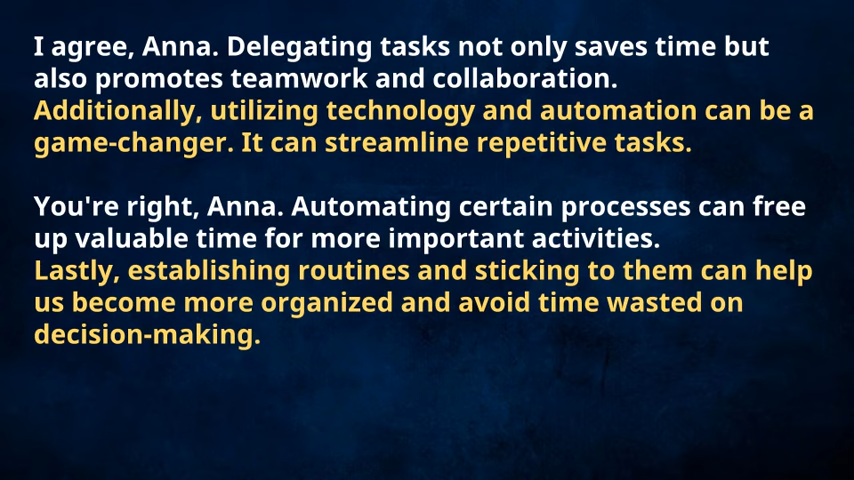 I agree, Anna. Delegating tasks not only saves time but
also promotes teamwork and collaboration.
Additionally, utilizing technology and automation can be a
game-changer. It can streamline repetitive tasks.
You're right, Anna. Automating certain processes can free
up valuable time for more important activities.
Lastly, establishing routines and sticking to them can help
us become more organized and avoid time wasted on
decision-making.